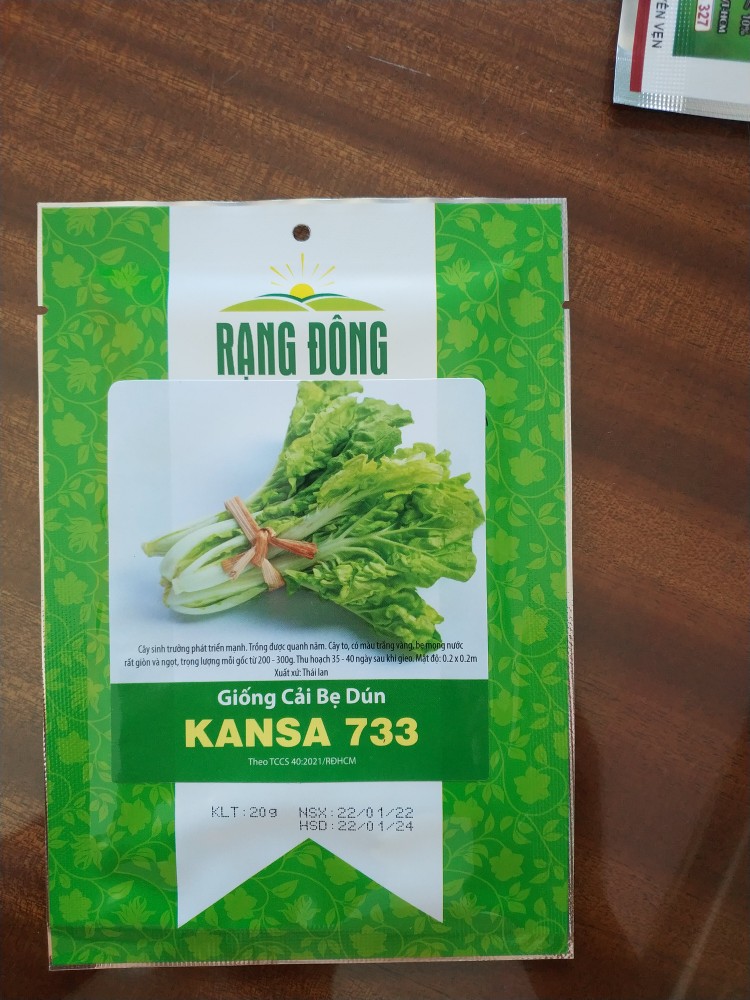 ÊN VẸN
327
RẠNG ĐÔNG
Cây sinh trưởng phát triển mạnh. Trồng được quanh năm. Cây to, có màu trắng vàng, bẹ mọng nước
rất giòn và ngọt, trọng lượng mỗi gốc từ 200 - 300g. Thu hoạch 35 - 40 ngày sau khi gieo. Mật độ: 0.2 x 0.2m
Xuất xứ: Thái lan
Giống Cải Bẹ Dún
KANSA 733
Theo TCCS 40:2021/RĐHCM
KLT:20g NSX:22/01/22
HSD:22/01/24